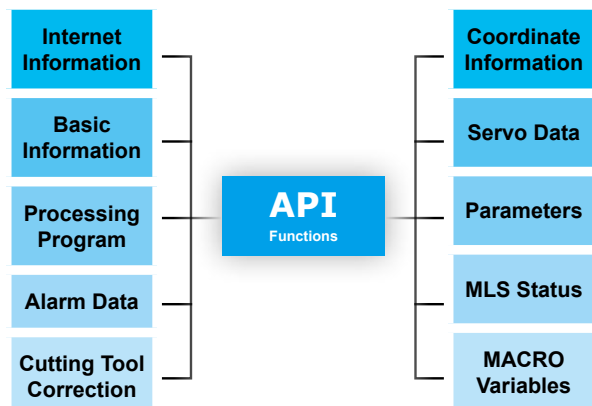 Internet
Information
Basic
Information
Processing
Program
Alarm Data
Cutting Tool
Correction
API
Functions
Coordinate
Information
Servo Data
Parameters
MLS Status
MACRO
Variables